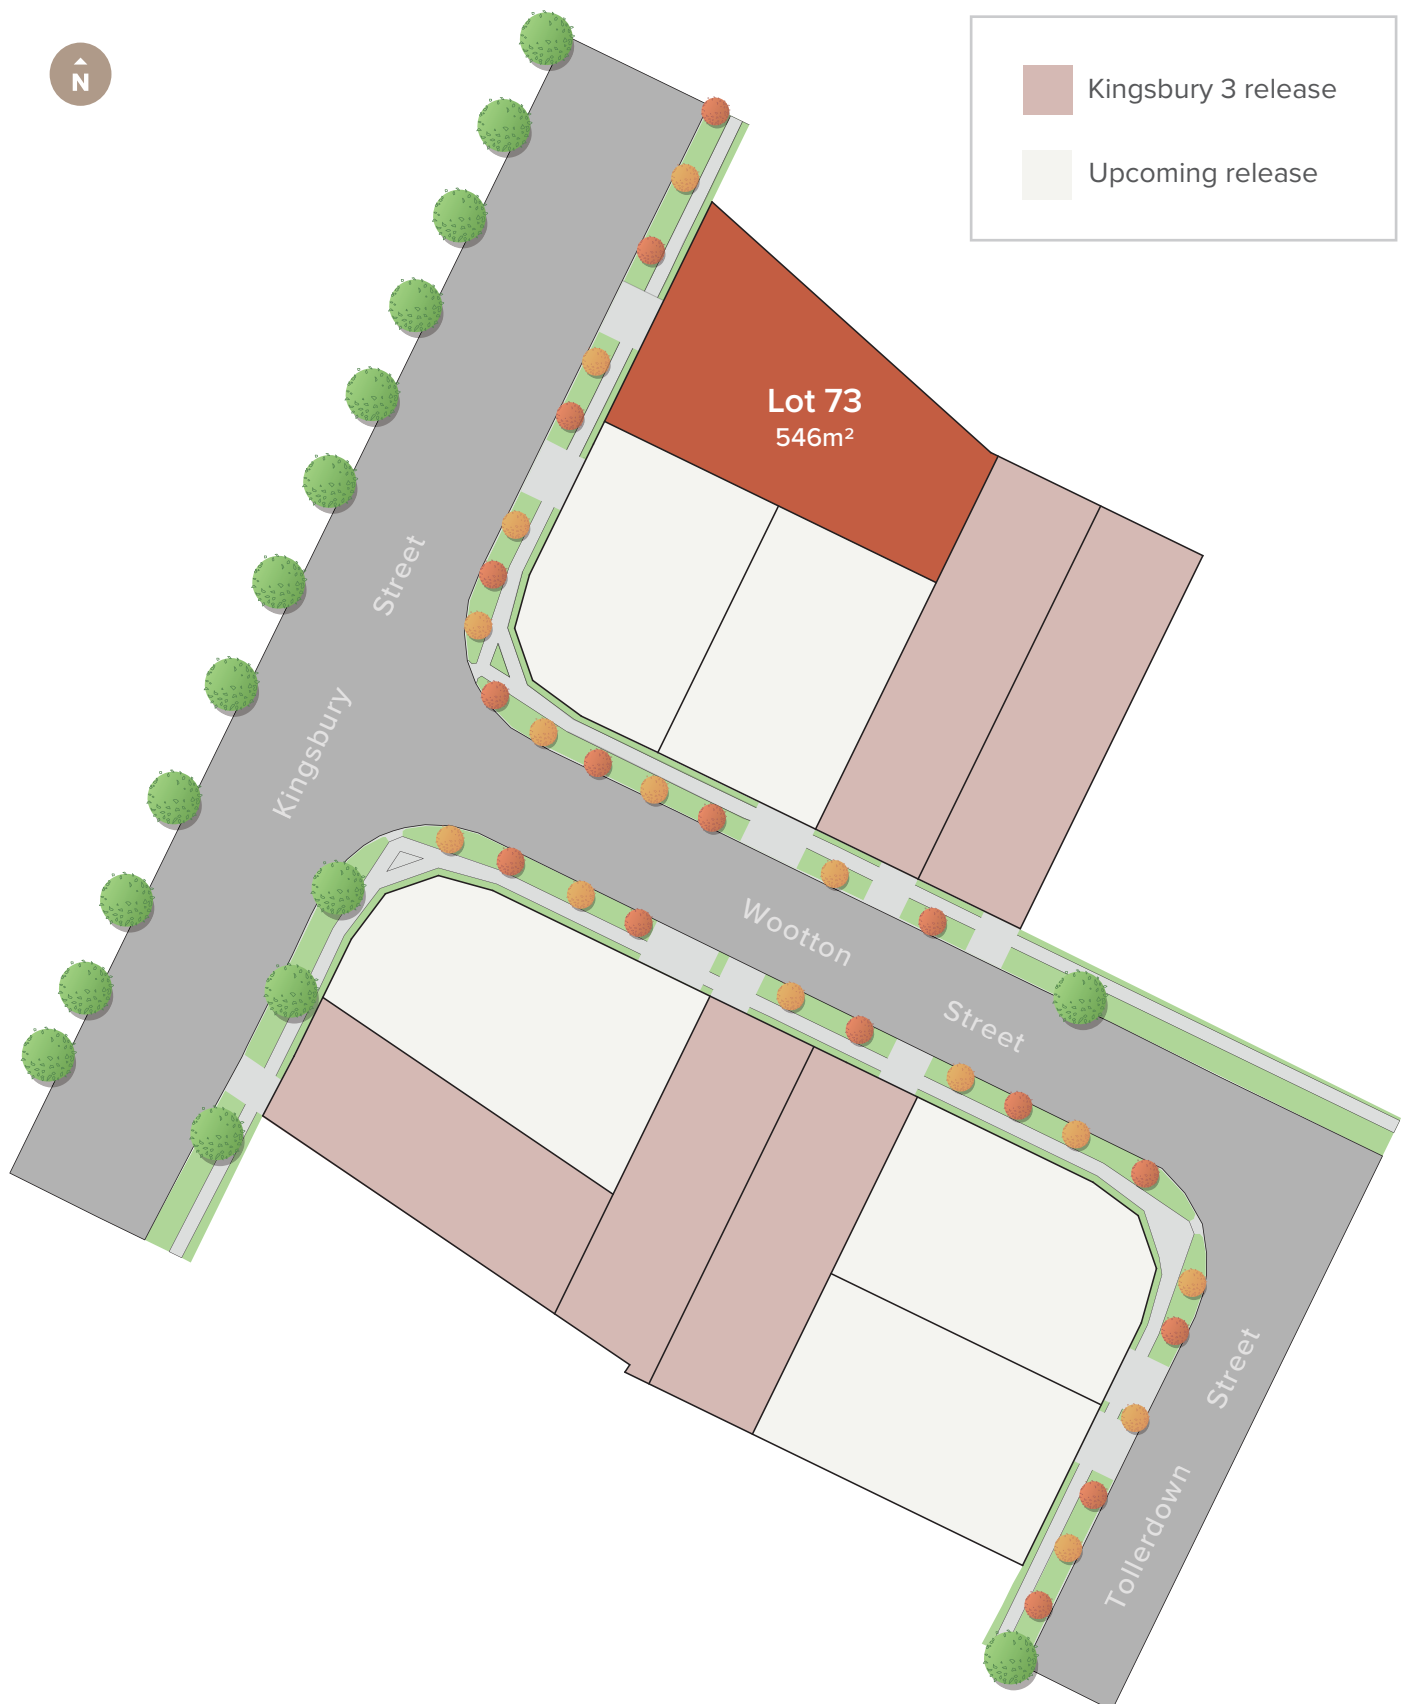 N
Kingsbury 3 release
Upcoming release
Lot 73
546m²
Kingsbury Street
Wootton Street
Tollerdown Street